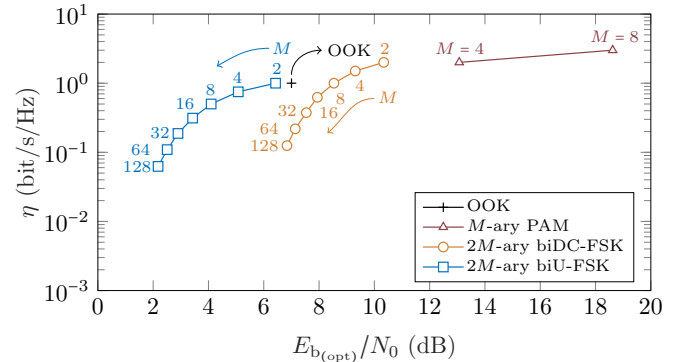 10^1
10^0
10^{-1}
10^{-2}
10^{-3}
η (bit/s/Hz)
M
2
4
8
16
32
64
128
OOK
2
4
8
16
32
64
128
M
M = 4
M = 8
OOK
M-ary PAM
2M-ary biDC-FSK
2M-ary biU-FSK
0 2 4 6 8 10 12 14 16 18 20
E_{b_{(opt)}}/N_0 (dB)